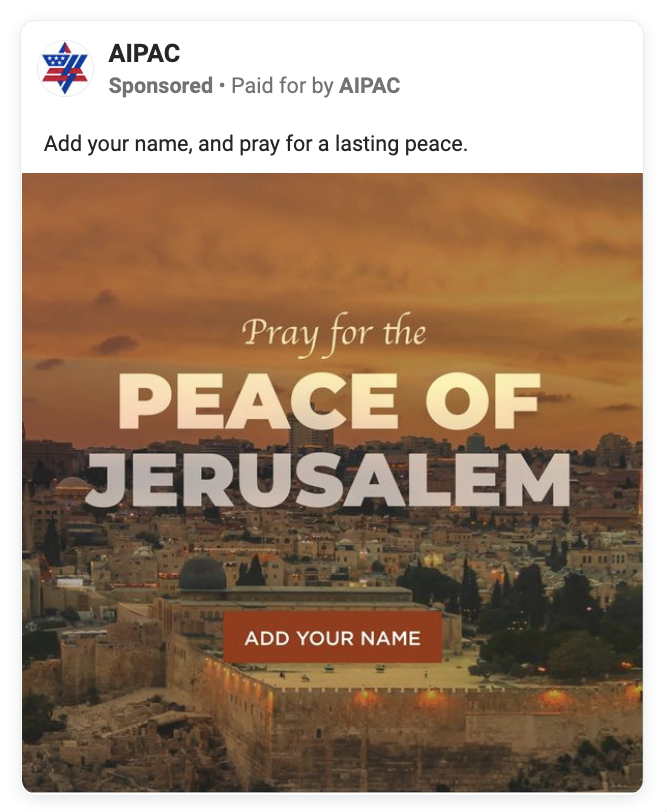 AIPAC
Sponsored • Paid for by AIPAC
Add your name, and pray for a lasting peace.
Pray for the
PEACE OF
JERUSALEM
ADD YOUR NAME